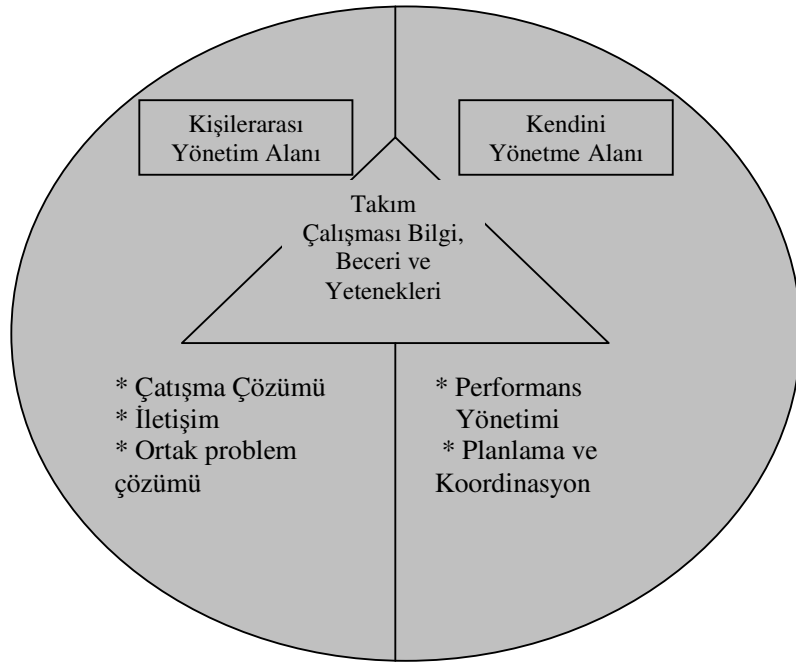 Kişilerarası
Yönetim Alanı
Kendini
Yönetme Alanı
Takım
Çalışması Bilgi,
Beceri ve
Yetenekleri
* Çatışma Çözümü
* İletişim
* Ortak problem
çözümü
* Performans
Yönetimi
* Planlama ve
Koordinasyon